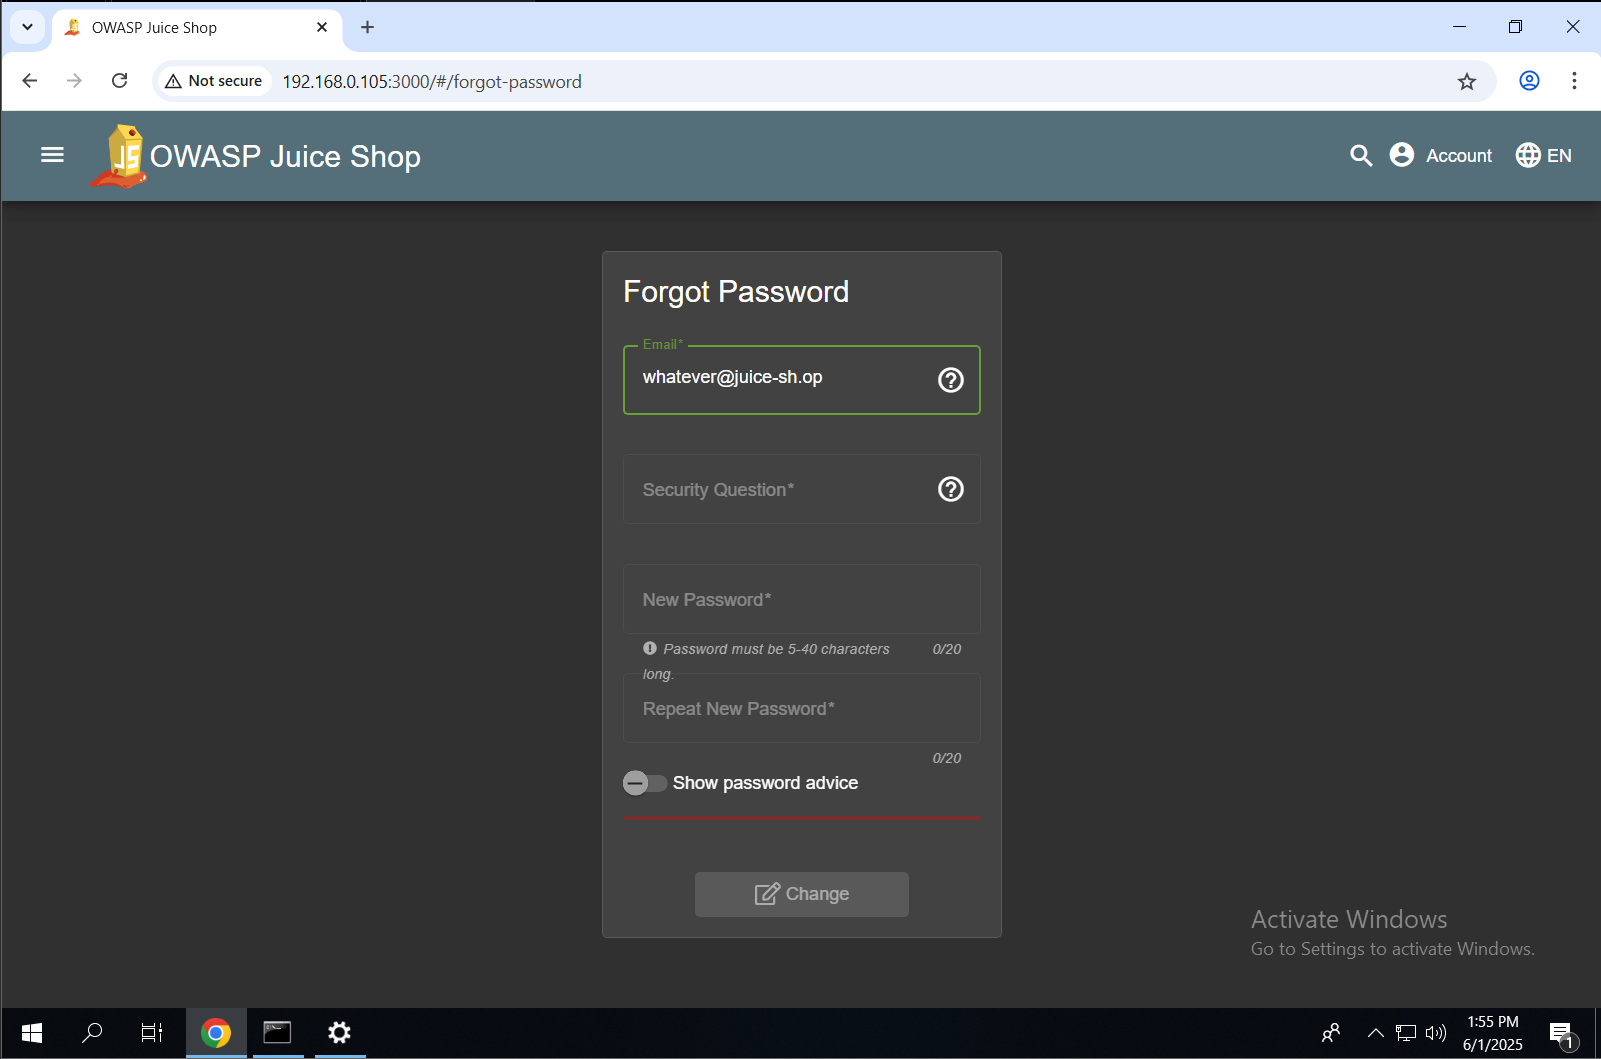 OWASP Juice Shop
Not secure
192.168.0.105:3000/#/forgot-password
JS
OWASP Juice Shop
Account
EN
Forgot Password
Email*
whatever@juice-sh.op
Security Question*
New Password*
Password must be 5-40 characters long.
0/20
Repeat New Password*
0/20
Show password advice
Change
Activate Windows
Go to Settings to activate Windows.
1:55 PM
6/1/2025
1